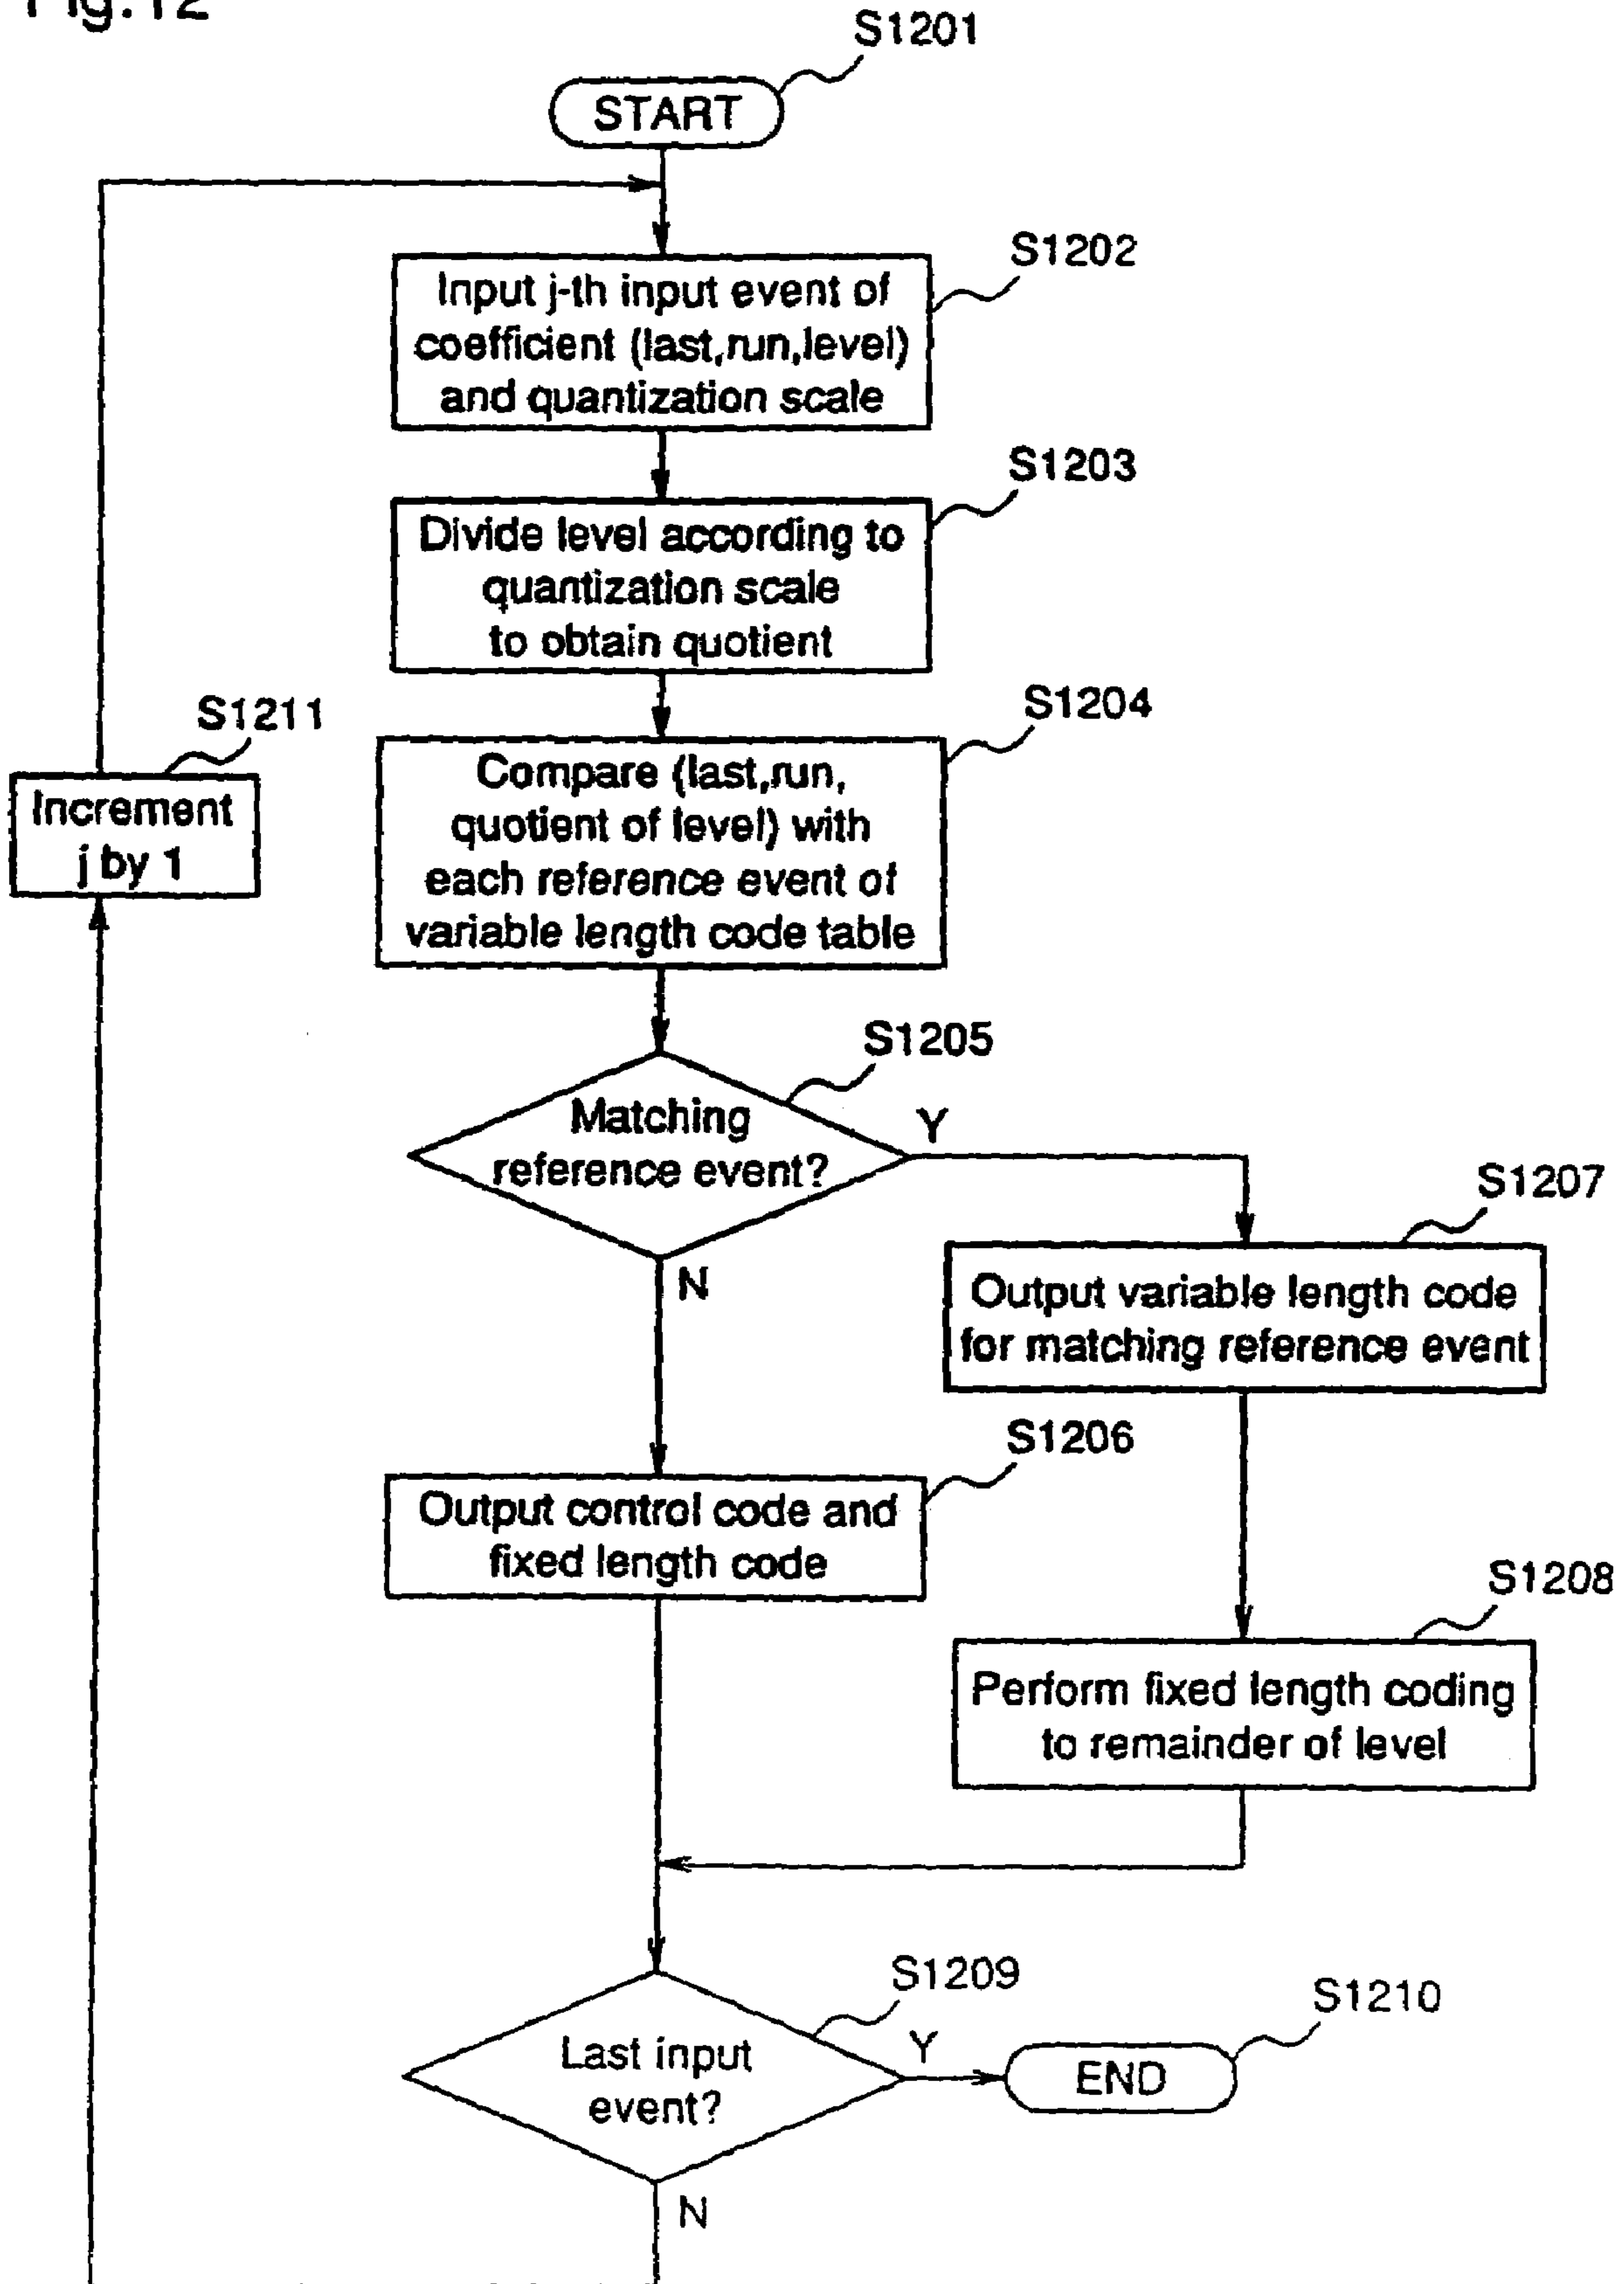 Fig.12
S1201
START
S1202
Input j-th input event of
coefficient (last,run,level)
and quantization scale
S1203
Divide level according to
quantization scale
to obtain quotient
S1211
Increment
j by 1
S1204
Compare (last,run,
quotient of level) with
each reference event of
variable length code table
S1205
Matching
reference event?
Y
N
S1207
Output variable length code
for matching reference event
S1206
Output control code and
fixed length code
S1208
Perform fixed length coding
to remainder of level
S1209
Last input
event?
Y
S1210
END
N